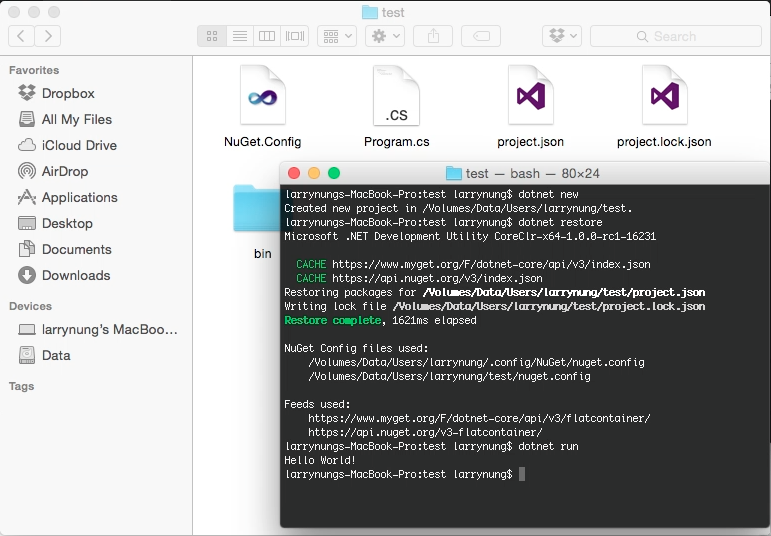 test
Search
Favorites
Dropbox
All My Files
iCloud Drive
AirDrop
Applications
Desktop
Documents
Downloads
Devices
larrynung's MacBoo...
Data
Tags
.CS
NuGet.Config
Program.cs
project.json
project.lock.json
bin
test — bash — 80×24
larrynungs-MacBook-Pro:test larrynung$ dotnet new
Created new project in /Volumes/Data/Users/larrynung/test.
larrynungs-MacBook-Pro:test larrynung$ dotnet restore
Microsoft .NET Development Utility CoreClr-x64-1.0.0-rc1-16231
CACHE https://www.myget.org/F/dotnet-core/api/v3/index.json
CACHE https://api.nuget.org/v3/index.json
Restoring packages for /Volumes/Data/Users/larrynung/test/project.json
Writing lock file /Volumes/Data/Users/larrynung/test/project.lock.json
Restore complete, 1621ms elapsed
NuGet Config files used:
/Volumes/Data/Users/larrynung/.config/NuGet/nuget.config
/Volumes/Data/Users/larrynung/test/nuget.config
Feeds used:
https://www.myget.org/F/dotnet-core/api/v3/flatcontainer/
https://api.nuget.org/v3-flatcontainer/
larrynungs-MacBook-Pro:test larrynung$ dotnet run
Hello World!
larrynungs-MacBook-Pro:test larrynung$